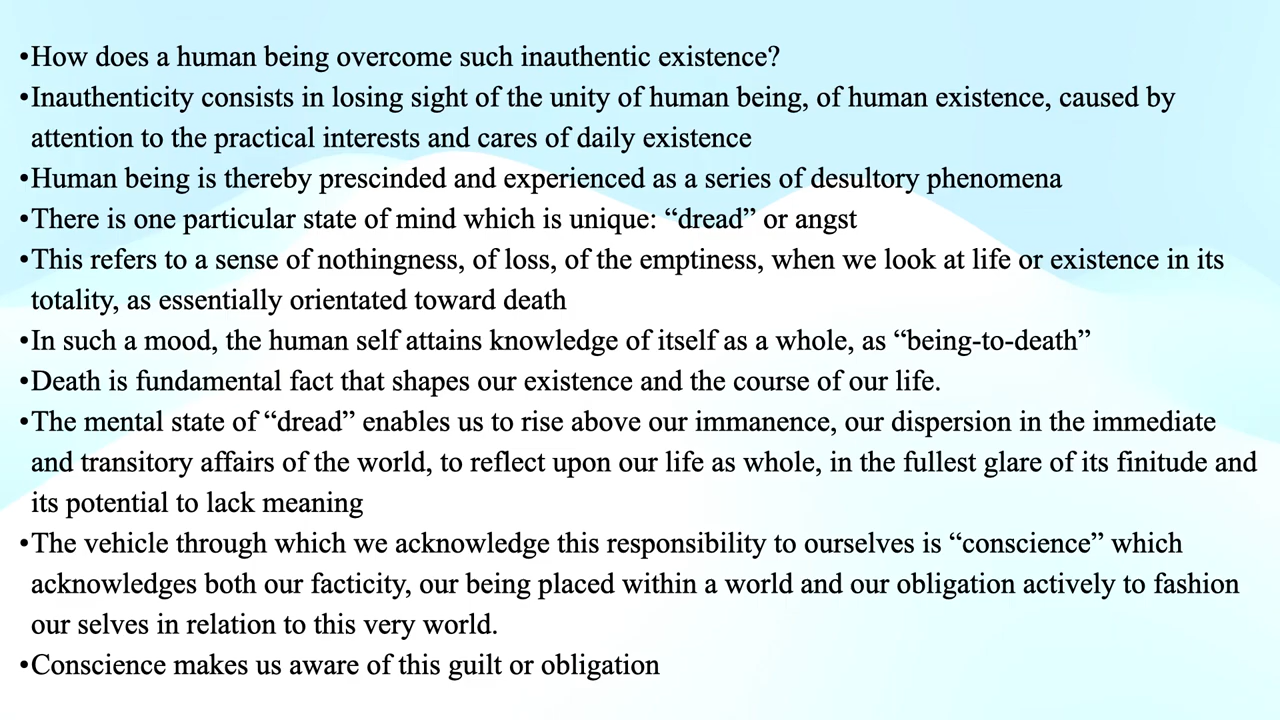 •How does a human being overcome such inauthentic existence?
•Inauthenticity consists in losing sight of the unity of human being, of human existence, caused by
attention to the practical interests and cares of daily existence
•Human being is thereby prescinded and experienced as a series of desultory phenomena
•There is one particular state of mind which is unique: “dread” or angst
•This refers to a sense of nothingness, of loss, of the emptiness, when we look at life or existence in its
totality, as essentially orientated toward death
•In such a mood, the human self attains knowledge of itself as a whole, as “being-to-death”
•Death is fundamental fact that shapes our existence and the course of our life.
•The mental state of “dread” enables us to rise above our immanence, our dispersion in the immediate
and transitory affairs of the world, to reflect upon our life as whole, in the fullest glare of its finitude and
its potential to lack meaning
•The vehicle through which we acknowledge this responsibility to ourselves is “conscience” which
acknowledges both our facticity, our being placed within a world and our obligation actively to fashion
our selves in relation to this very world.
•Conscience makes us aware of this guilt or obligation